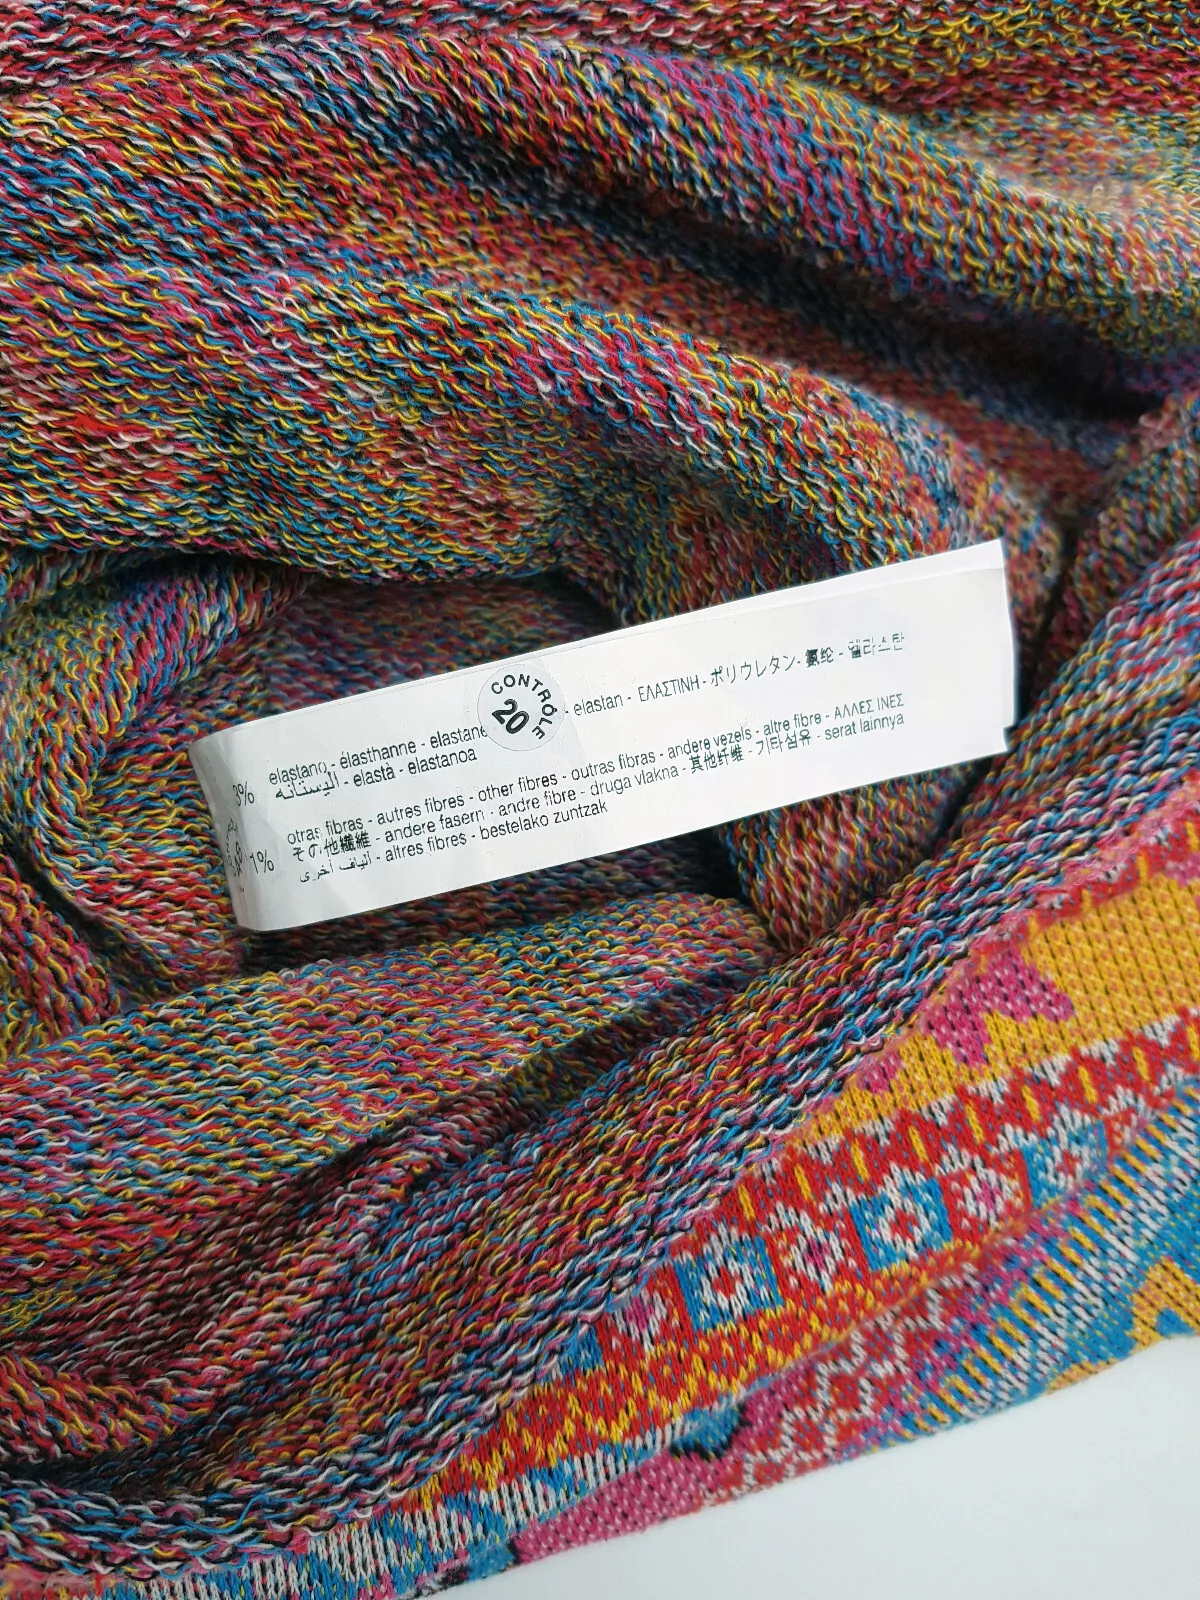 CONTRÔLE
20
3% elastano - élasthanne - elastane - elastan - ΕΛΑΣΤΙΝΗ - ポリウレタン - 氨纶 - 엘라스탄
اليستانه - elastà - elastanoa
1% otras fibras - autres fibres - other fibres - outras fibras - andere vezels - altre fibre - ΑΛΛΕΣ ΙΝΕΣ
その他繊維 - andere fasern - andre fibre - druga vlakna - 其他纤维 - 기타섬유 - serat lainnya
ألياف أخرى - altres fibres - bestelako zuntzak